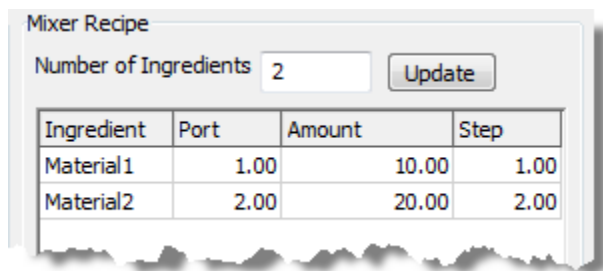 Mixer Recipe
Number of Ingredients 2 Update
Ingredient Port Amount Step
Material1 1.00 10.00 1.00
Material2 2.00 20.00 2.00